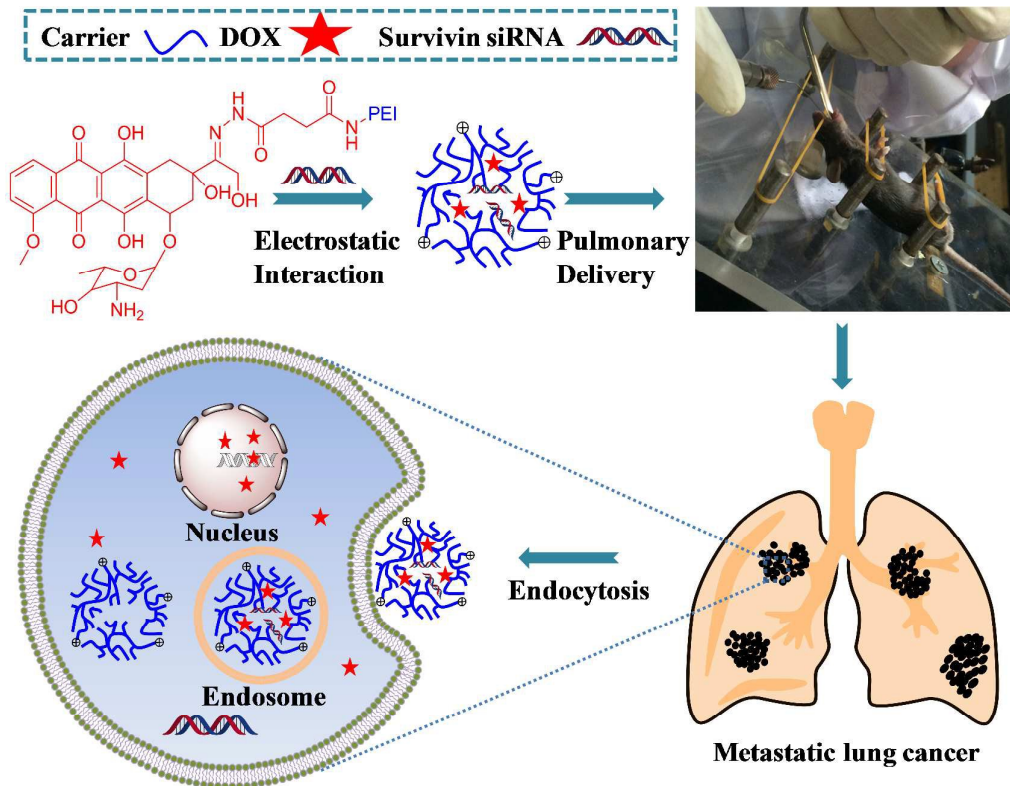 Carrier DOX Survivin siRNA
H
N
O
H
N
PEI
N
O
O
OH
O
OH
OH
O
OH
O
O
HO
NH2
O
OH
Electrostatic
Interaction
Pulmonary
Delivery
Nucleus
Endocytosis
Endosome
Metastatic lung cancer